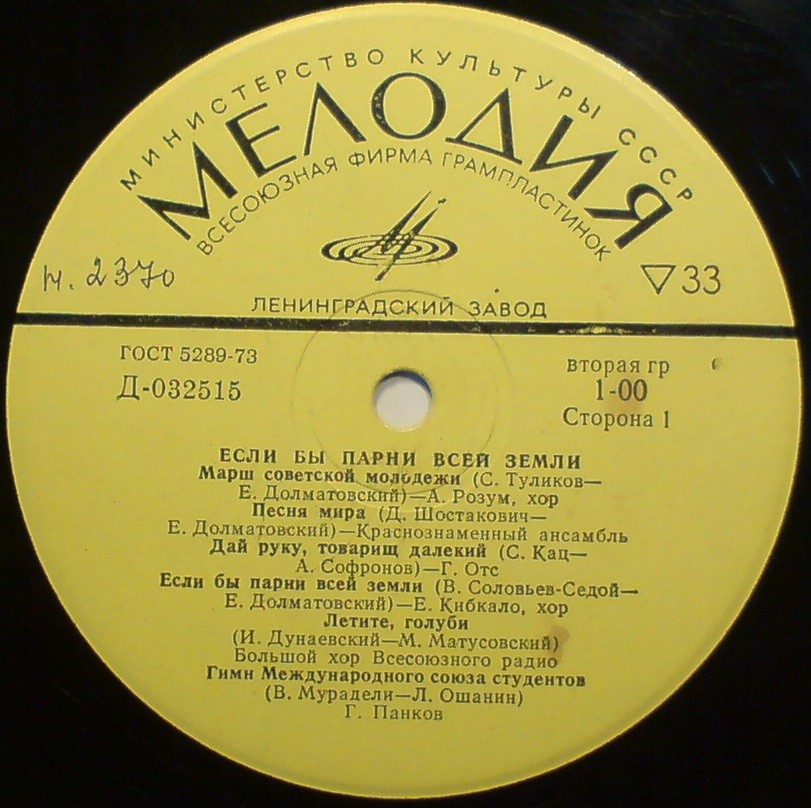 МИНИСТЕРСТВО КУЛЬТУРЫ СССР
МЕЛОДИЯ
ВСЕСОЮЗНАЯ ФИРМА ГРАМПЛАСТИНОК
н. 2370
▽33
ЛЕНИНГРАДСКИЙ ЗАВОД
ГОСТ 5289-73
Д-032515
вторая гр
1-00
Сторона 1
ЕСЛИ БЫ ПАРНИ ВСЕЙ ЗЕМЛИ
Марш советской молодежи (С. Туликов—
Е. Долматовский)—А. Розум, хор
Песня мира (Д. Шостакович—
Е. Долматовский)—Краснознаменный ансамбль
Дай руку, товарищ далекий (С. Кац—
А. Софронов)—Г. Отс
Если бы парни всей земли (В. Соловьев-Седой—
Е. Долматовский)—Е. Кибкало, хор
Летите, голуби
(И. Дунаевский—М. Матусовский)
Большой хор Всесоюзного радио
Гимн Международного союза студентов
(В. Мурадели—Л. Ошанин)
Г. Панков